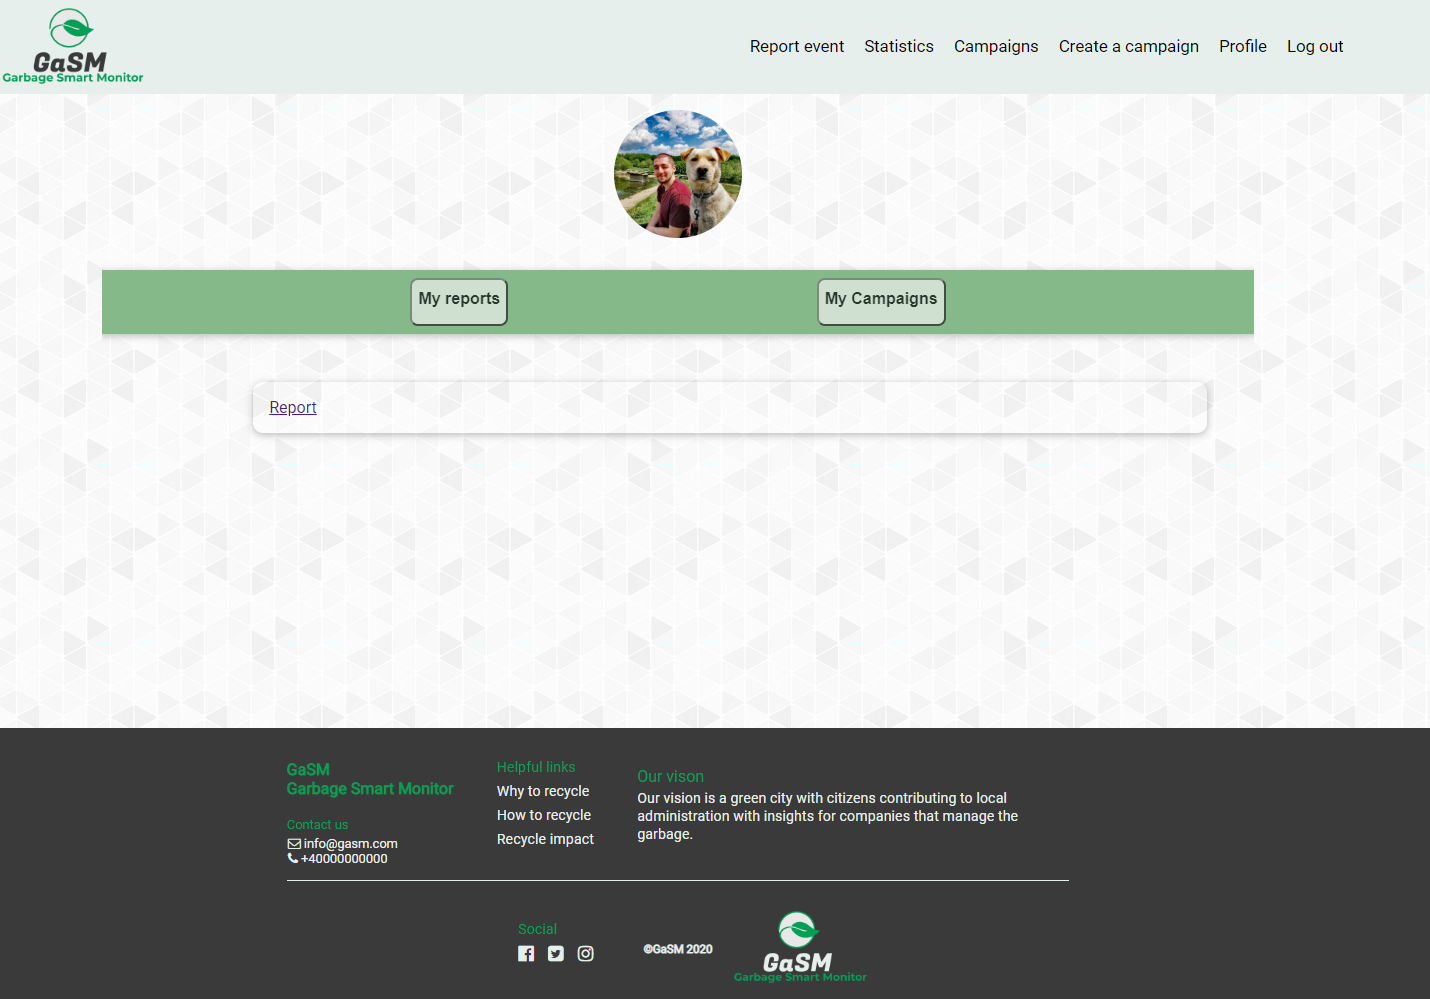 GaSM
Garbage Smart Monitor
Report event
Statistics
Campaigns
Create a campaign
Profile
Log out
My reports
My Campaigns
Report
GaSM
Garbage Smart Monitor
Contact us
info@gasm.com
+40000000000
Helpful links
Why to recycle
How to recycle
Recycle impact
Our vison
Our vision is a green city with citizens contributing to local
administration with insights for companies that manage the
garbage.
Social
©GaSM 2020
GaSM
Garbage Smart Monitor